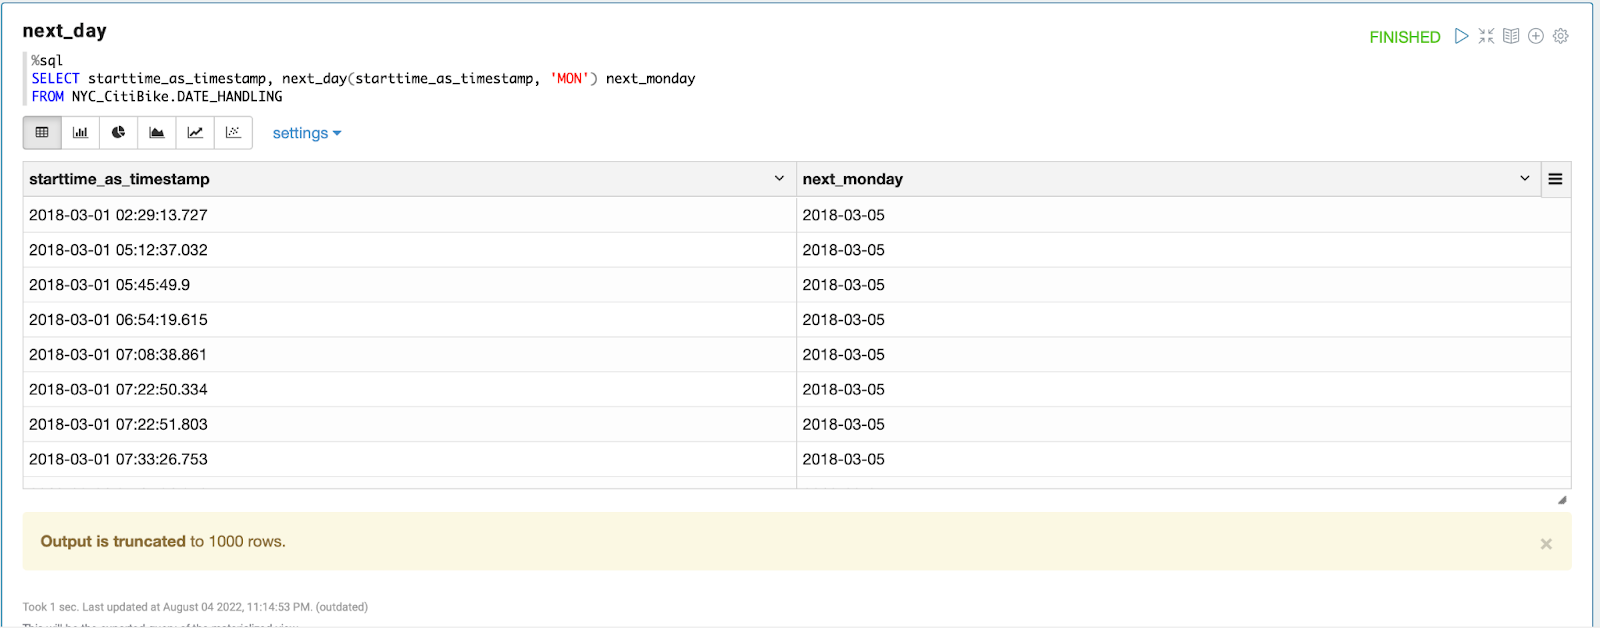 next_day
FINISHED
%sql
SELECT starttime_as_timestamp, next_day(starttime_as_timestamp, 'MON') next_monday
FROM NYC_CitiBike.DATE_HANDLING
settings
starttime_as_timestamp next_monday
2018-03-01 02:29:13.727 2018-03-05
2018-03-01 05:12:37.032 2018-03-05
2018-03-01 05:45:49.9 2018-03-05
2018-03-01 06:54:19.615 2018-03-05
2018-03-01 07:08:38.861 2018-03-05
2018-03-01 07:22:50.334 2018-03-05
2018-03-01 07:22:51.803 2018-03-05
2018-03-01 07:33:26.753 2018-03-05
Output is truncated to 1000 rows.
Took 1 sec. Last updated at August 04 2022, 11:14:53 PM. (outdated)